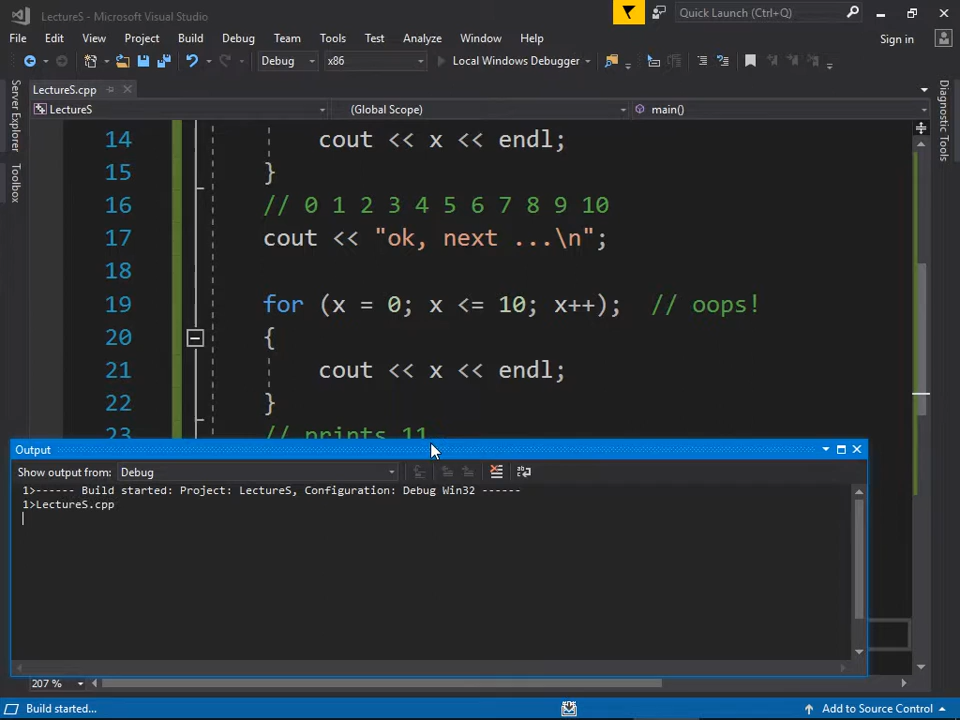 LectureS - Microsoft Visual Studio
Quick Launch (Ctrl+Q)
File Edit View Project Build Debug Team Tools Test Analyze Window Help
Sign in
Debug x86 Local Windows Debugger
LectureS.cpp
LectureS (Global Scope) main()
Server Explorer
Toolbox
Diagnostic Tools
14 cout << x << endl;
15 }
16 // 0 1 2 3 4 5 6 7 8 9 10
17 cout << "ok, next ...\n";
18
19 for (x = 0; x <= 10; x++); // oops!
20 {
21 cout << x << endl;
22 }
23 // prints 11
Output
Show output from: Debug
1>------ Build started: Project: LectureS, Configuration: Debug Win32 ------
1>LectureS.cpp
207 %
Build started... Add to Source Control